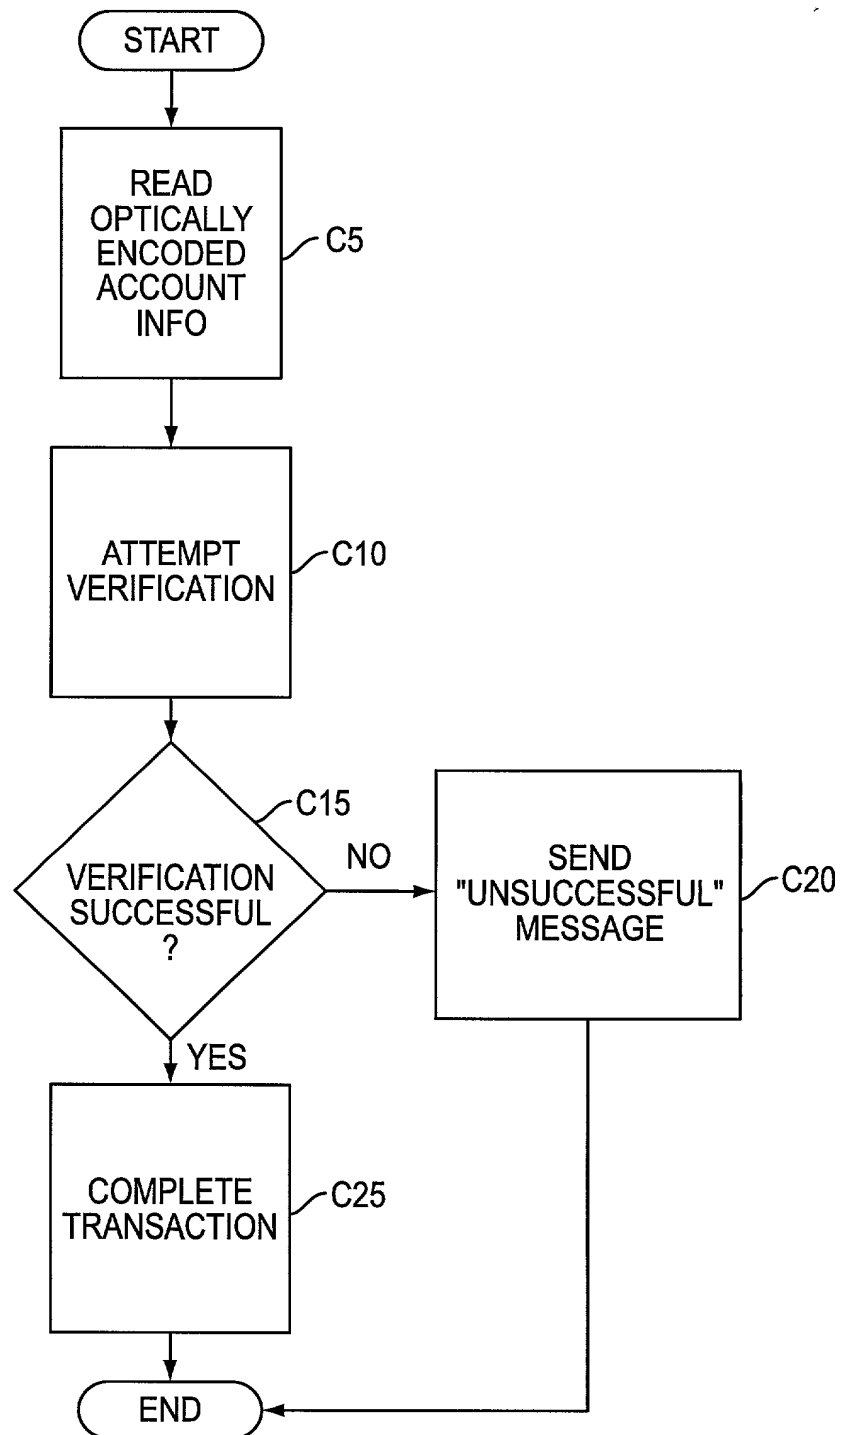 START
READ
OPTICALLY
ENCODED
ACCOUNT
INFO
C5
ATTEMPT
VERIFICATION
C10
VERIFICATION
SUCCESSFUL
?
C15
NO
SEND
"UNSUCCESSFUL"
MESSAGE
C20
YES
COMPLETE
TRANSACTION
C25
END